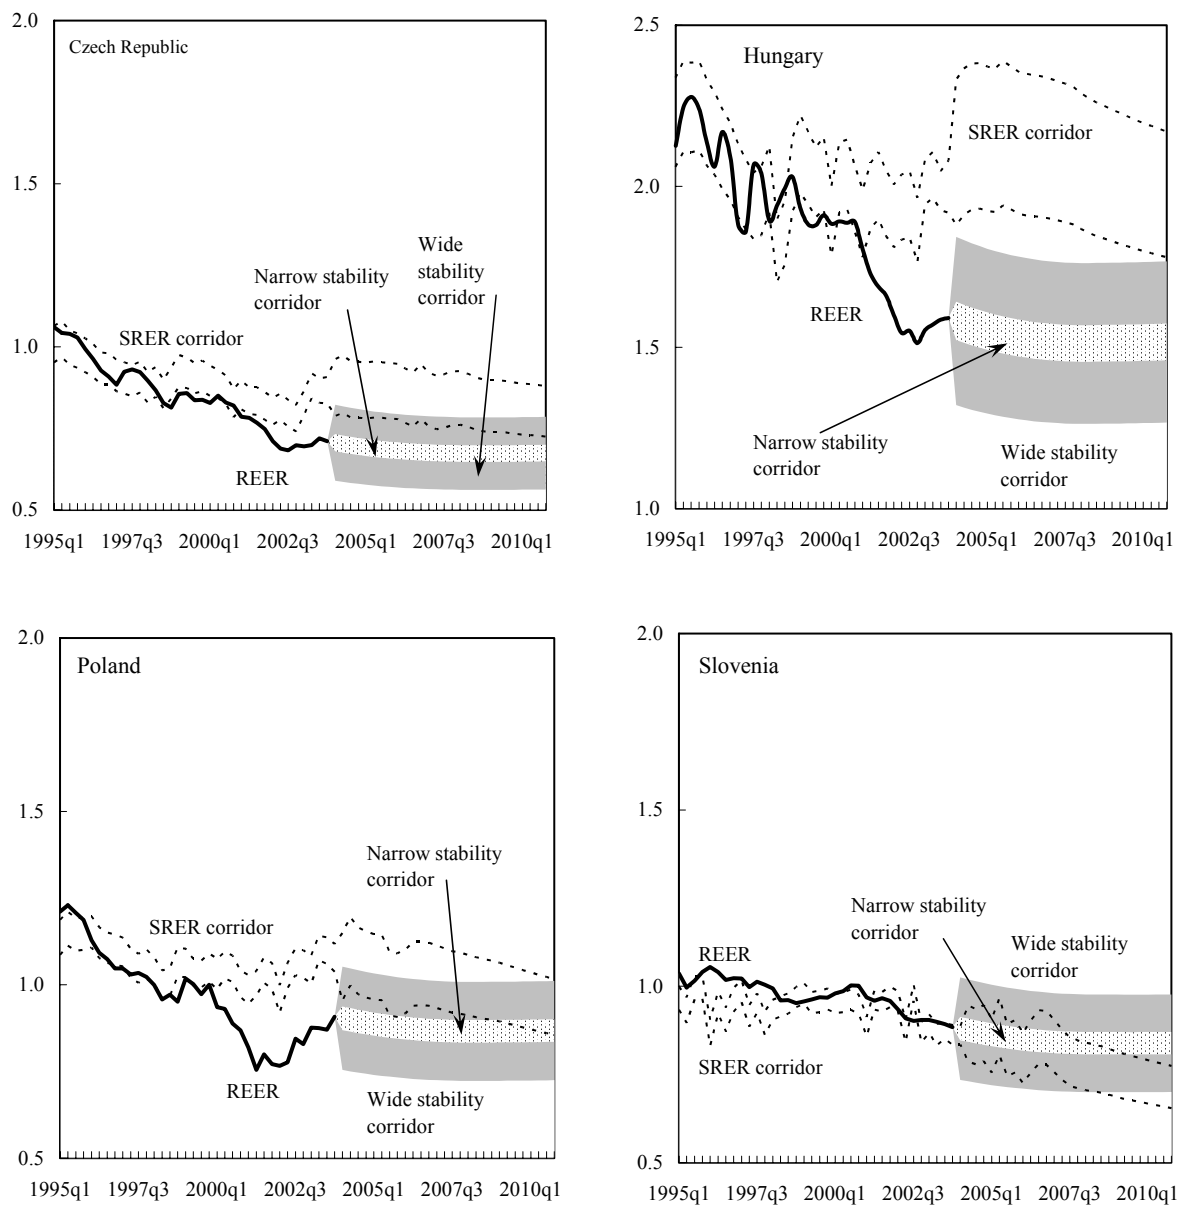 2.0
Czech Republic
1.5
Wide
stability
corridor
Narrow stability
corridor
SRER corridor
1.0
REER
0.5
1995q1 1997q3 2000q1 2002q3 2005q1 2007q3 2010q1
2.5
Hungary
SRER corridor
2.0
REER
1.5
Narrow stability
corridor
Wide stability
corridor
1.0
1995q1 1997q3 2000q1 2002q3 2005q1 2007q3 2010q1
2.0
Poland
1.5
Narrow stability
corridor
SRER corridor
1.0
REER
Wide stability
corridor
0.5
1995q1 1997q3 2000q1 2002q3 2005q1 2007q3 2010q1
2.0
Slovenia
1.5
Narrow stability
corridor
Wide stability
corridor
REER
1.0
SRER corridor
0.5
1995q1 1997q3 2000q1 2002q3 2005q1 2007q3 2010q1